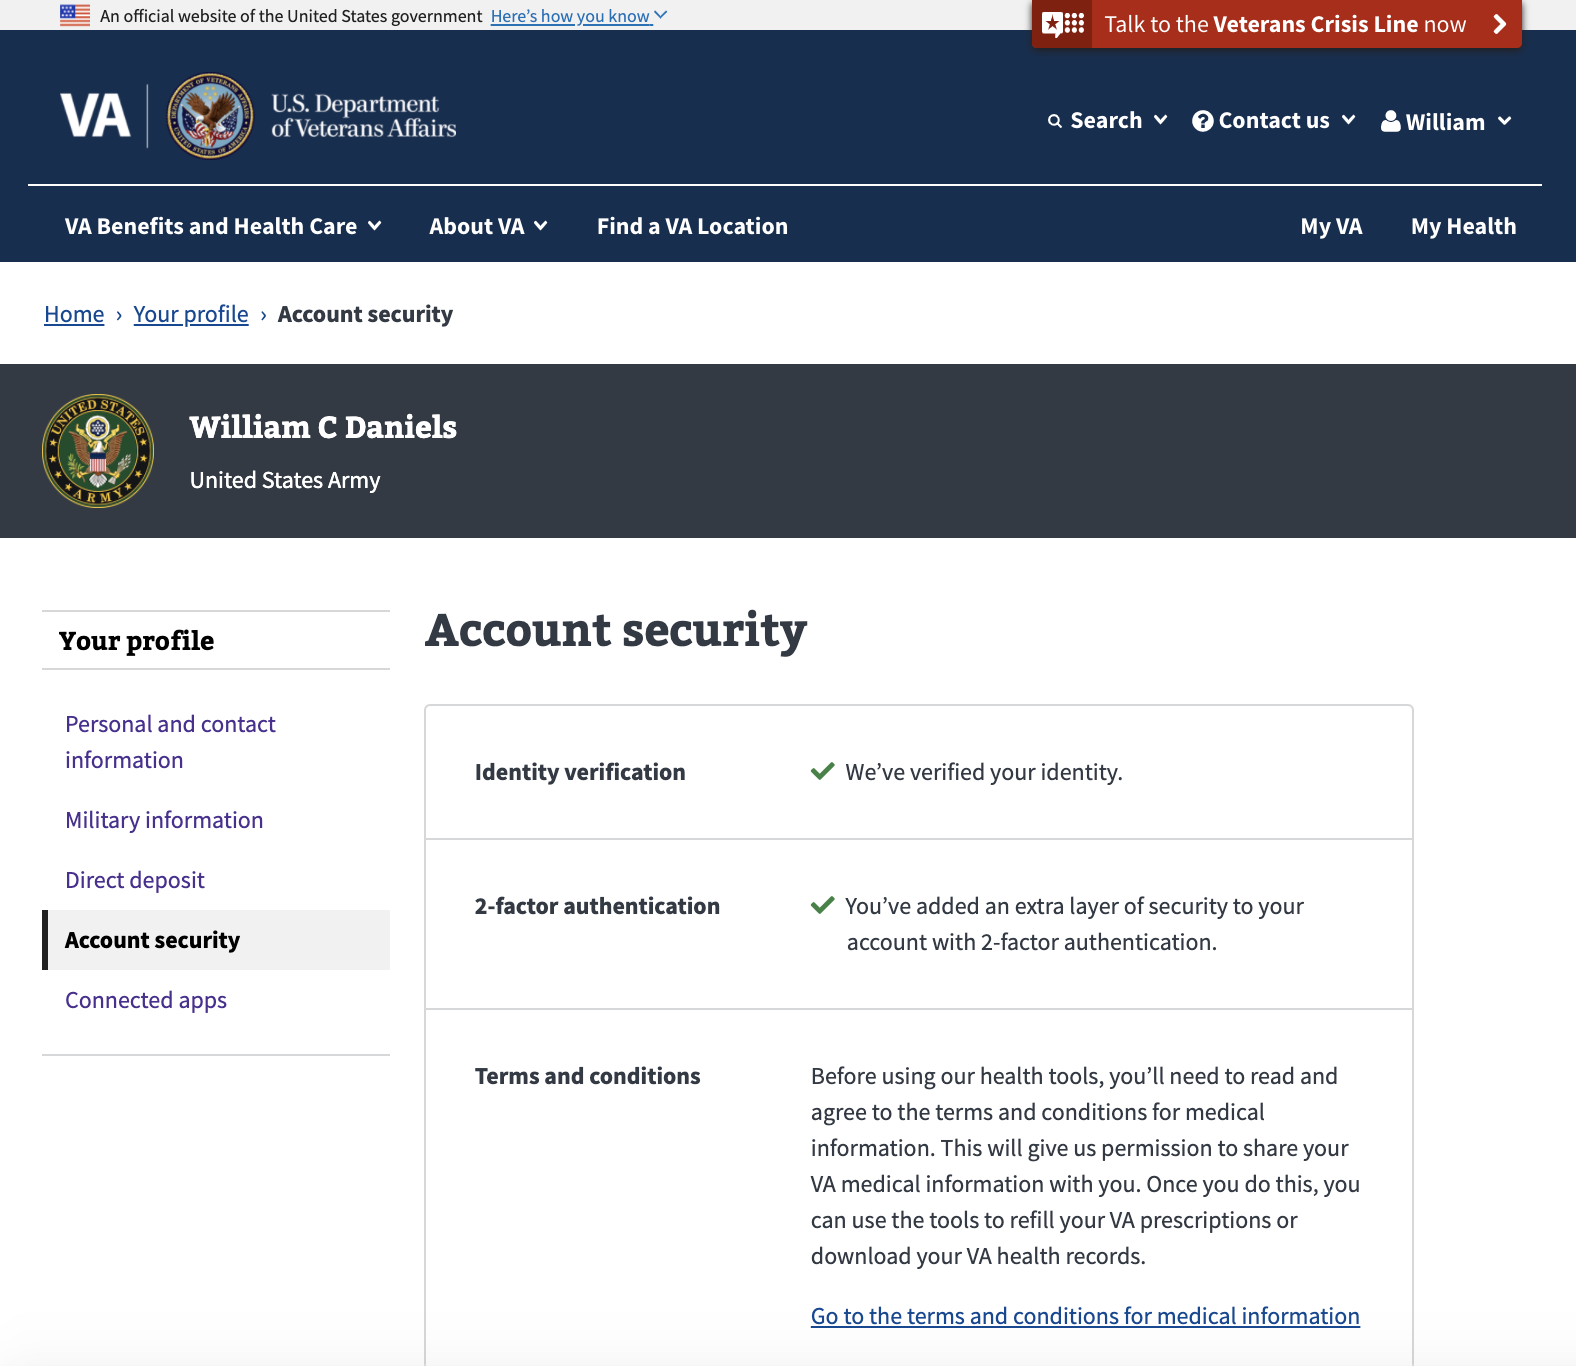 An official website of the United States government Here's how you know
Talk to the Veterans Crisis Line now
VA
U.S. Department
of Veterans Affairs
Search
Contact us
William
VA Benefits and Health Care
About VA
Find a VA Location
My VA
My Health
Home › Your profile › Account security
UNITED STATES
ARMY
William C Daniels
United States Army
Your profile
Personal and contact
information
Military information
Direct deposit
Account security
Connected apps
Account security
Identity verification
We've verified your identity.
2-factor authentication
You've added an extra layer of security to your
account with 2-factor authentication.
Terms and conditions
Before using our health tools, you'll need to read and
agree to the terms and conditions for medical
information. This will give us permission to share your
VA medical information with you. Once you do this, you
can use the tools to refill your VA prescriptions or
download your VA health records.
Go to the terms and conditions for medical information